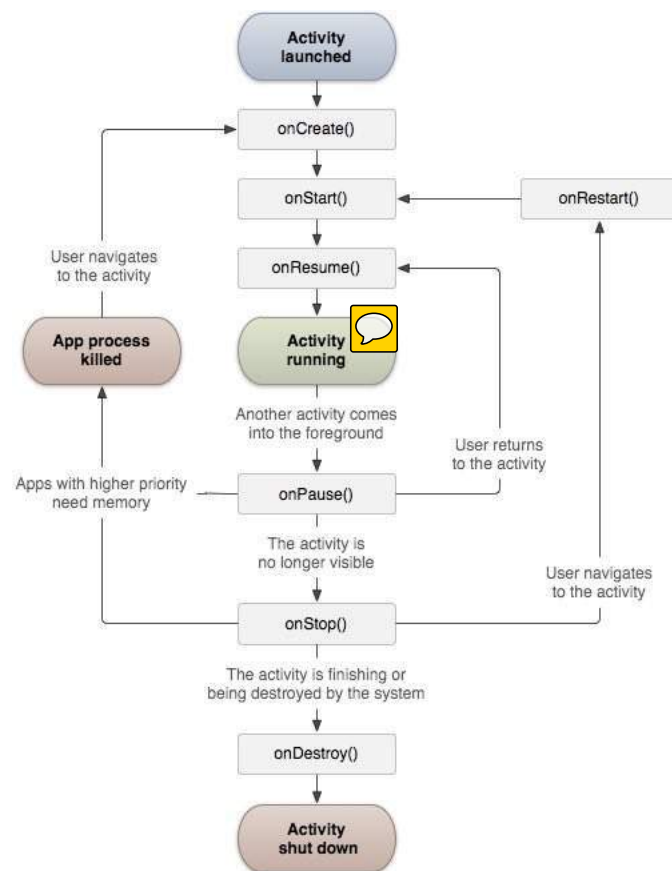 Activity
launched
onCreate()
onStart()
onRestart()
User navigates
to the activity
onResume()
App process
killed
Activity
running
Another activity comes
into the foreground
User returns
to the activity
Apps with higher priority
need memory
onPause()
The activity is
no longer visible
User navigates
to the activity
onStop()
The activity is finishing or
being destroyed by the system
onDestroy()
Activity
shut down